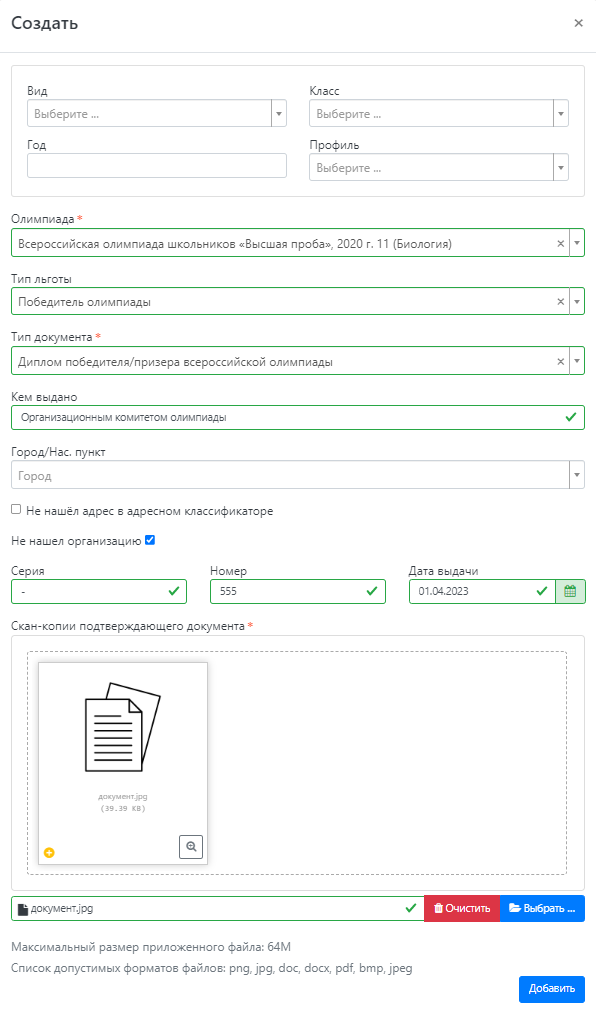 Создать ×
Вид Класс
Выберите ... Выберите ...
Год Профиль
Выберите ...
Олимпиада *
Всероссийская олимпиада школьников «Высшая проба», 2020 г. 11 (Биология) ×
Тип льготы
Победитель олимпиады ×
Тип документа *
Диплом победителя/призера всероссийской олимпиады ×
Кем выдано
Организационным комитетом олимпиады
Город/Нас. пункт
Город
Не нашёл адрес в адресном классификаторе
Не нашел организацию
Серия Номер Дата выдачи
- 555 01.04.2023
Скан-копии подтверждающего документа *
документ.jpg
(39.39 KB)
документ.jpg Очистить Выбрать ...
Максимальный размер приложенного файла: 64M
Список допустимых форматов файлов: png, jpg, doc, docx, pdf, bmp, jpeg
Добавить